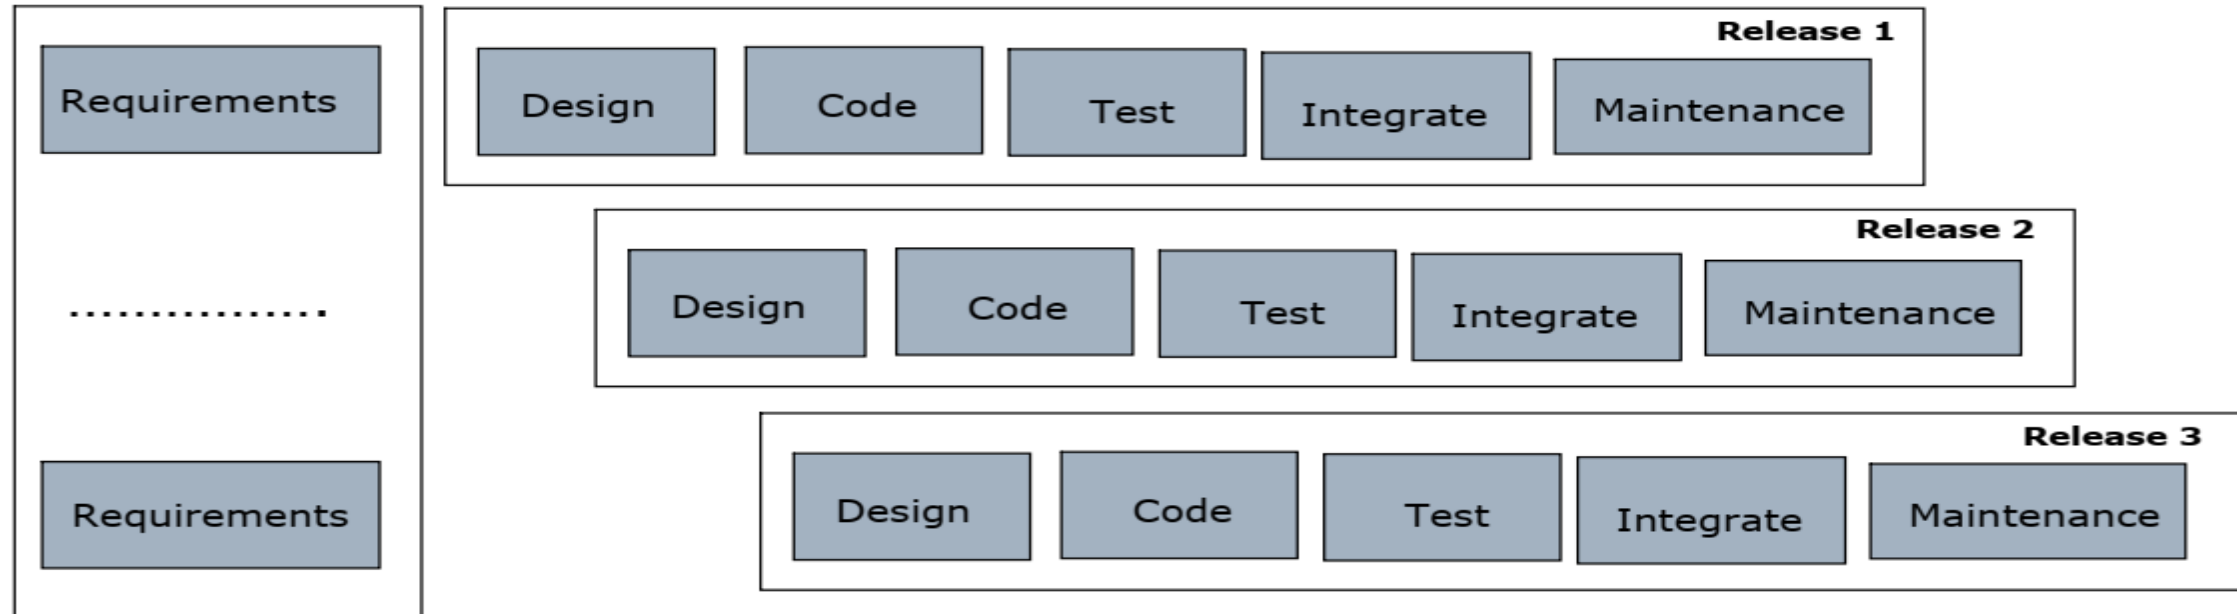 Requirements
................
Requirements
Release 1
Design Code Test Integrate Maintenance
Release 2
Design Code Test Integrate Maintenance
Release 3
Design Code Test Integrate Maintenance